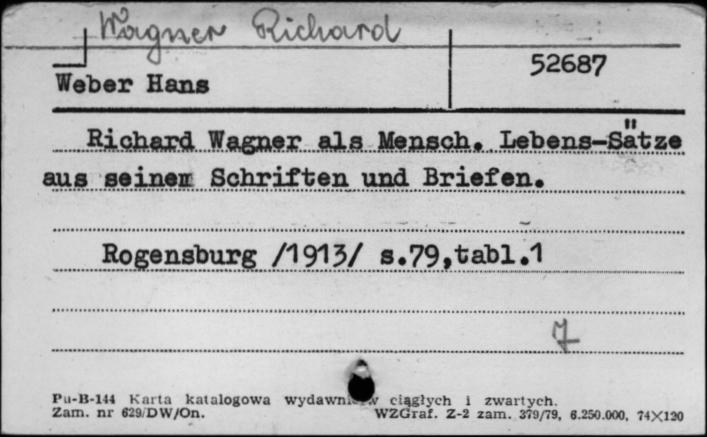 Wagner Richard
52687
Weber Hans
Richard Wagner als Mensch. Lebens-Sätze
aus seinem Schriften und Briefen.
Rogensburg /1913/ s.79,tabl.1
7
Pu-B-144 Karta katalogowa wydawników ciągłych i zwartych.
Zam. nr 629/DW/On. WZGraf. Z-2 zam. 379/79, 6.250.000, 74X120